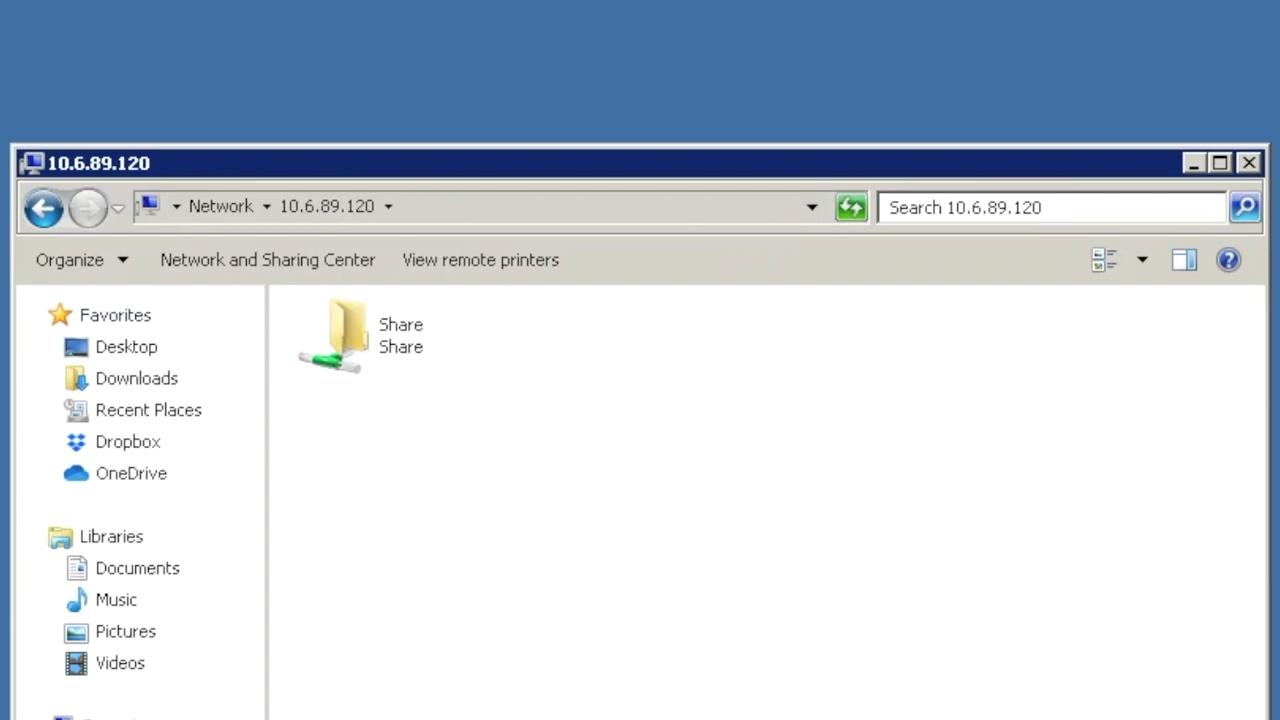 10.6.89.120
Network 10.6.89.120
Search 10.6.89.120
Organize Network and Sharing Center View remote printers
Favorites
Desktop
Downloads
Recent Places
Dropbox
OneDrive
Libraries
Documents
Music
Pictures
Videos
Share
Share